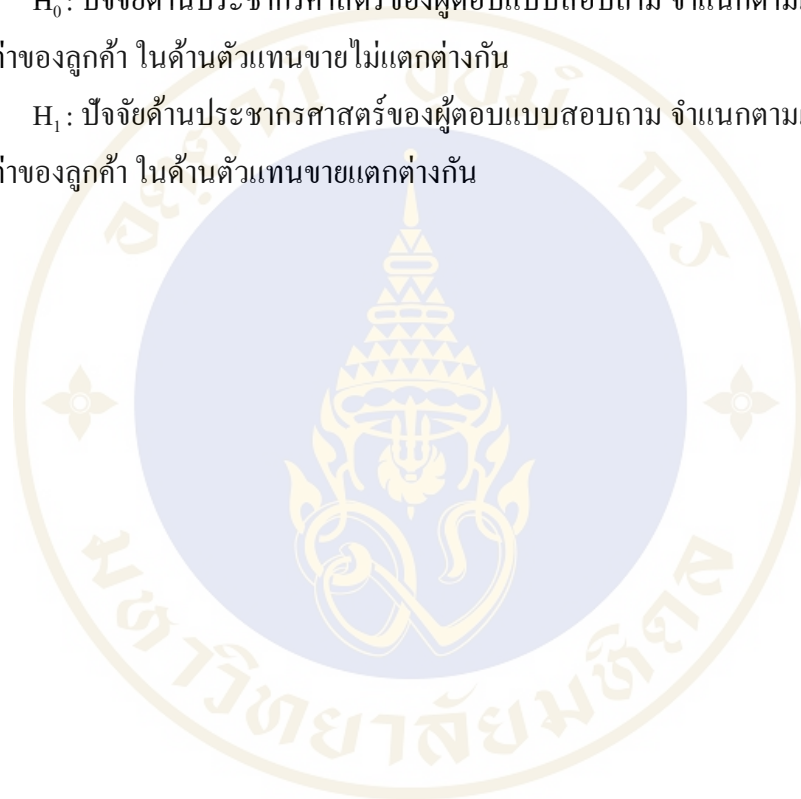 H₀ : ปัจจัยด้านประชากรศาสตร์ของผู้ตอบแบบสอบถาม จำแนกตาม
ค่าของลูกค้า ในด้านตัวแทนขายไม่แตกต่างกัน
H₁ : ปัจจัยด้านประชากรศาสตร์ของผู้ตอบแบบสอบถาม จำแนกตาม
ค่าของลูกค้า ในด้านตัวแทนขายแตกต่างกัน
มหาวิทยาลัยมหิดล